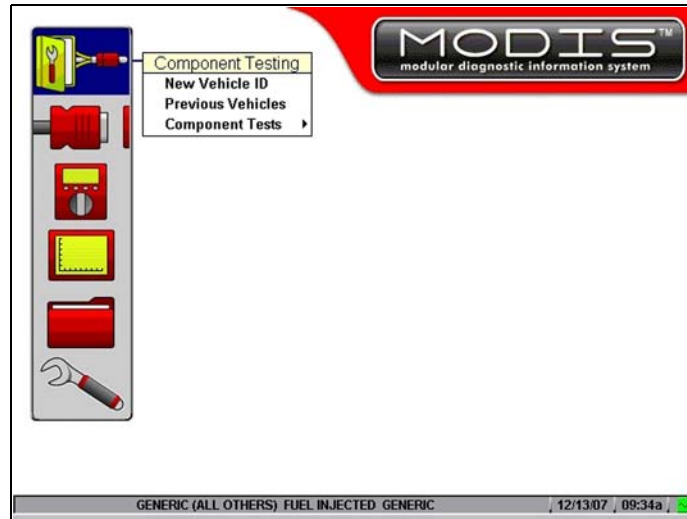 MODIS™
modular diagnostic information system
Component Testing
New Vehicle ID
Previous Vehicles
Component Tests
GENERIC (ALL OTHERS) FUEL INJECTED GENERIC
12/13/07
09:34a